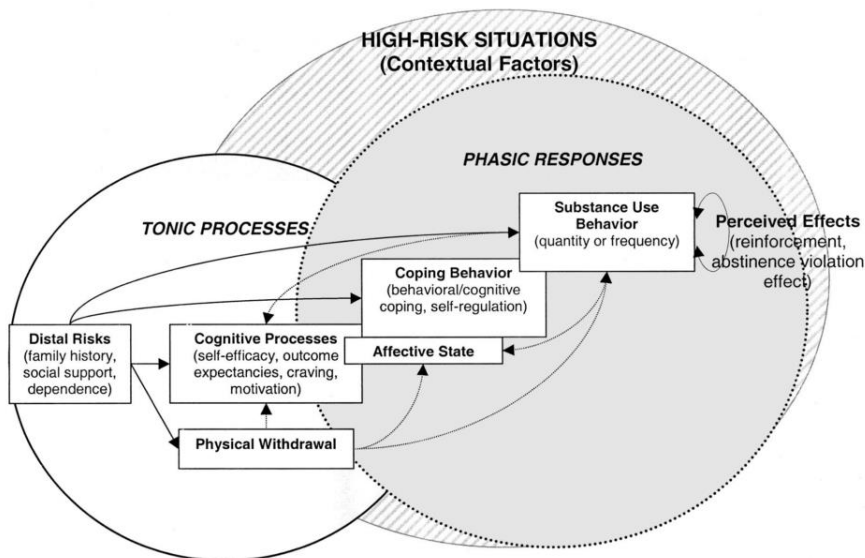 HIGH-RISK SITUATIONS
(Contextual Factors)
PHASIC RESPONSES
TONIC PROCESSES
Substance Use
Behavior
(quantity or frequency)
Perceived Effects
(reinforcement,
abstinence violation
effect)
Coping Behavior
(behavioral/cognitive
coping, self-regulation)
Distal Risks
(family history,
social support,
dependence)
Cognitive Processes
(self-efficacy, outcome
expectancies, craving,
motivation)
Affective State
Physical Withdrawal